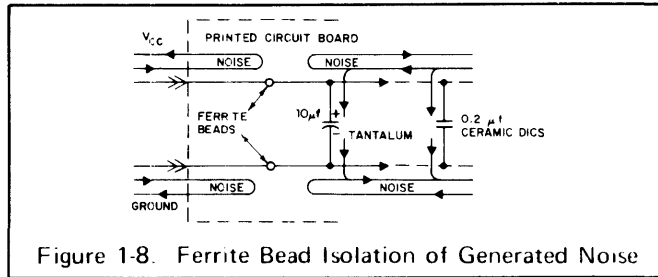 V_CC PRINTED CIRCUIT BOARD
NOISE NOISE
FERRITE
BEADS
10μf +
TANTALUM
0.2 μf
CERAMIC DICS
NOISE NOISE
GROUND
Figure 1-8. Ferrite Bead Isolation of Generated Noise